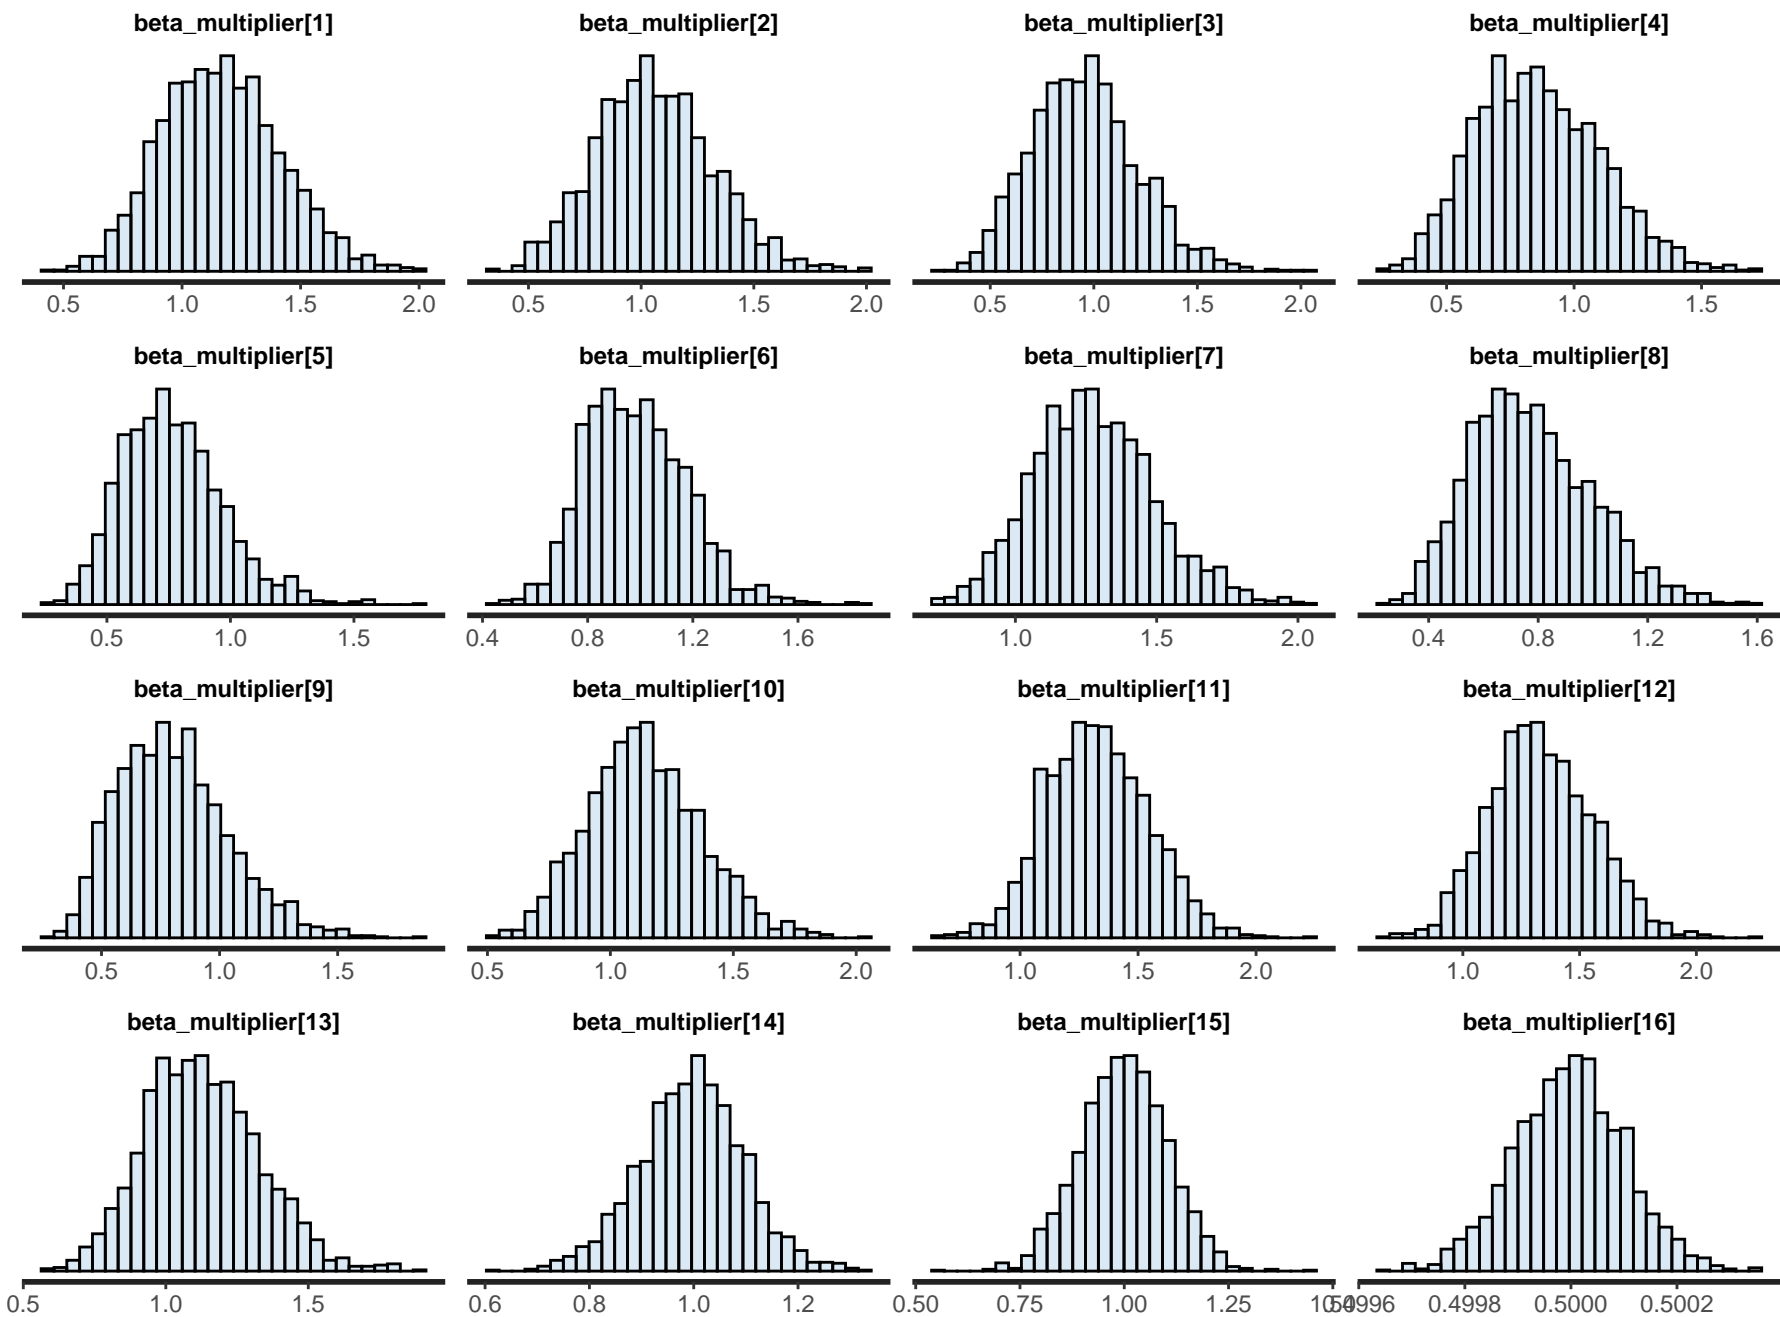 beta_multiplier[1] beta_multiplier[2] beta_multiplier[3] beta_multiplier[4]
0.5 1.0 1.5 2.0 0.5 1.0 1.5 2.0 0.5 1.0 1.5 2.0 0.5 1.0 1.5
beta_multiplier[5] beta_multiplier[6] beta_multiplier[7] beta_multiplier[8]
0.5 1.0 1.5 0.4 0.8 1.2 1.6 1.0 1.5 2.0 0.4 0.8 1.2 1.6
beta_multiplier[9] beta_multiplier[10] beta_multiplier[11] beta_multiplier[12]
0.5 1.0 1.5 0.5 1.0 1.5 2.0 1.0 1.5 2.0 1.0 1.5 2.0
beta_multiplier[13] beta_multiplier[14] beta_multiplier[15] beta_multiplier[16]
0.5 1.0 1.5 0.6 0.8 1.0 1.2 0.50 0.75 1.00 1.25 0.4998 0.5000 0.5002